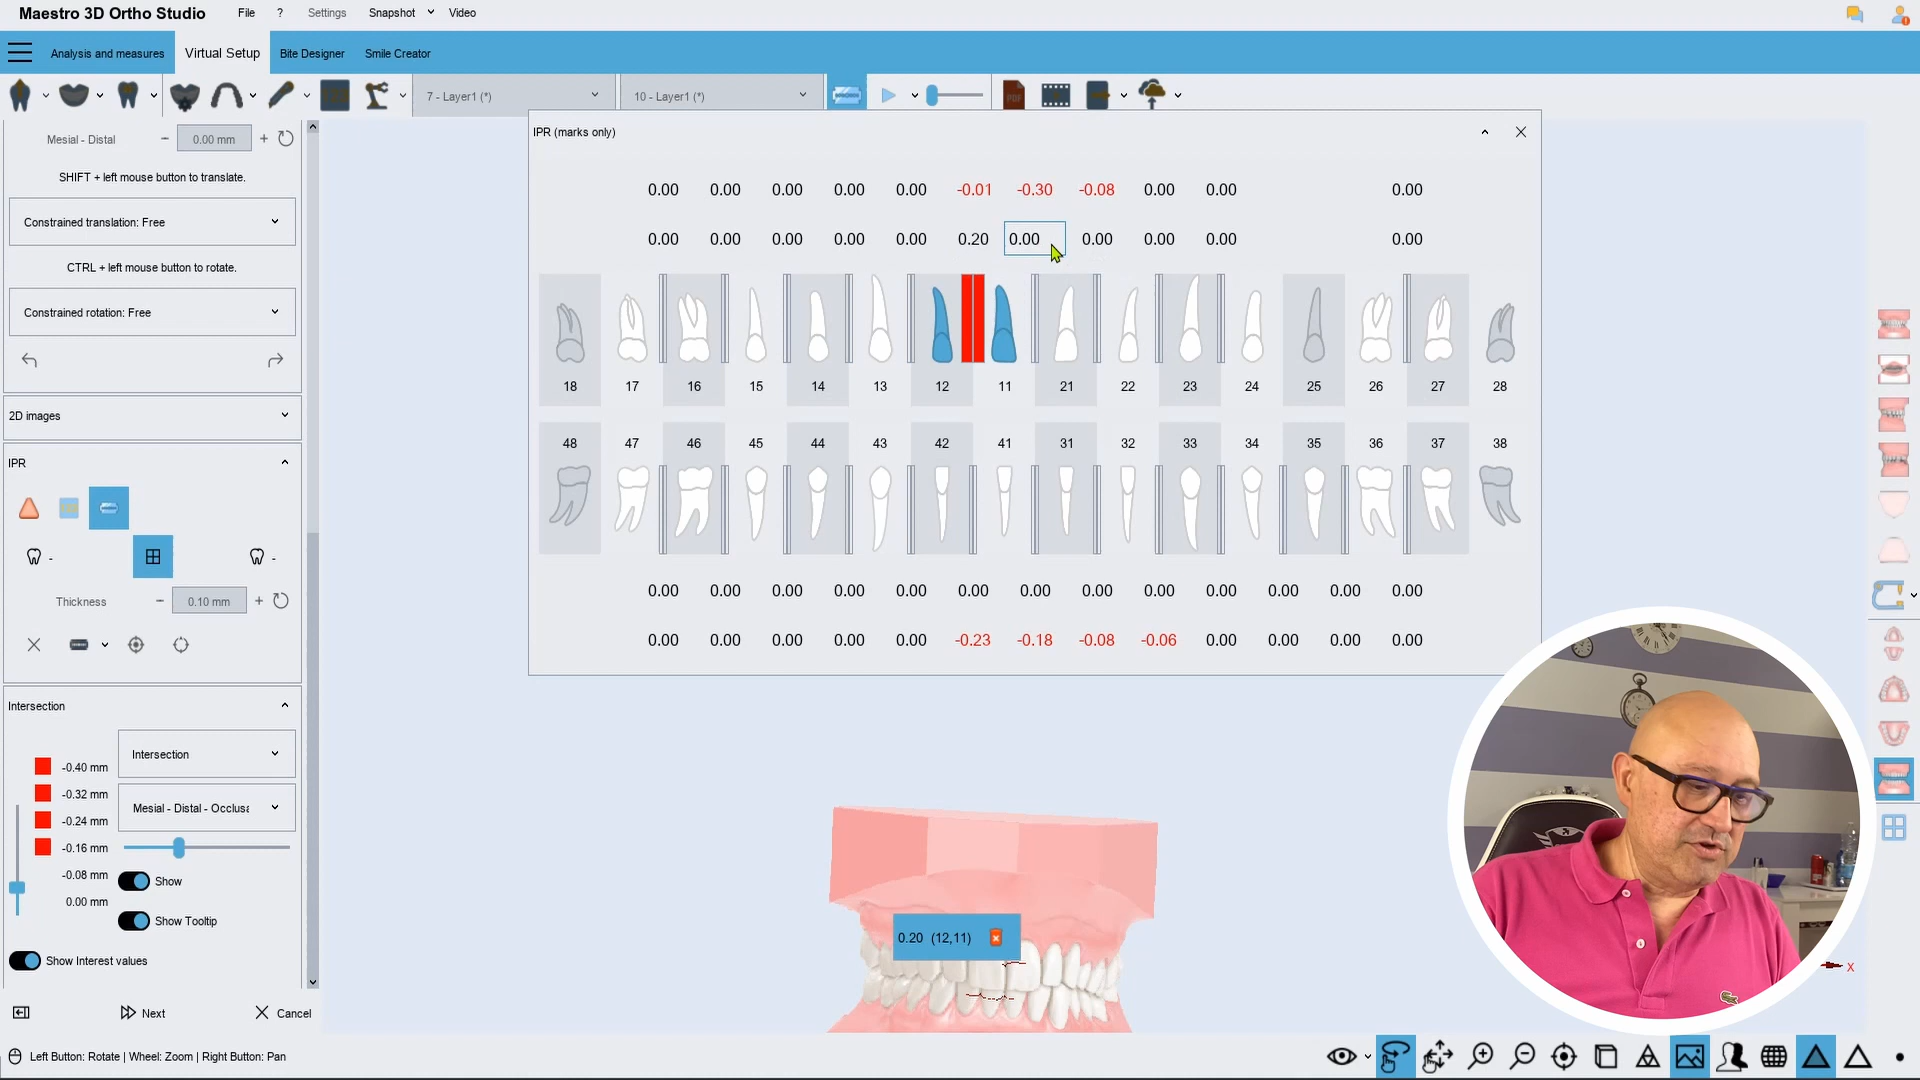 Maestro 3D Ortho Studio File ? Settings Snapshot Video
Analysis and measures Virtual Setup Bite Designer Smile Creator
7 - Layer1 (*) 10 - Layer1 (*) PDF
IPR (marks only)
Mesial - Distal − 0.00 mm +
SHIFT + left mouse button to translate.
Constrained translation: Free
CTRL + left mouse button to rotate.
Constrained rotation: Free
2D images
IPR
- -
Thickness − 0.10 mm +
Intersection
Intersection
Mesial - Distal - Occlusa
-0.40 mm
-0.32 mm
-0.24 mm
-0.16 mm
-0.08 mm
0.00 mm
Show
Show Tooltip
Show Interest values
Next Cancel
Left Button: Rotate | Wheel: Zoom | Right Button: Pan
0.00 0.00 0.00 0.00 0.00 -0.01 -0.30 -0.08 0.00 0.00 0.00
0.00 0.00 0.00 0.00 0.00 0.20 0.00 0.00 0.00 0.00 0.00
18 17 16 15 14 13 12 11 21 22 23 24 25 26 27 28
48 47 46 45 44 43 42 41 31 32 33 34 35 36 37 38
0.00 0.00 0.00 0.00 0.00 0.00 0.00 0.00 0.00 0.00 0.00 0.00 0.00
0.00 0.00 0.00 0.00 0.00 -0.23 -0.18 -0.08 -0.06 0.00 0.00 0.00 0.00
0.20 (12,11)
X